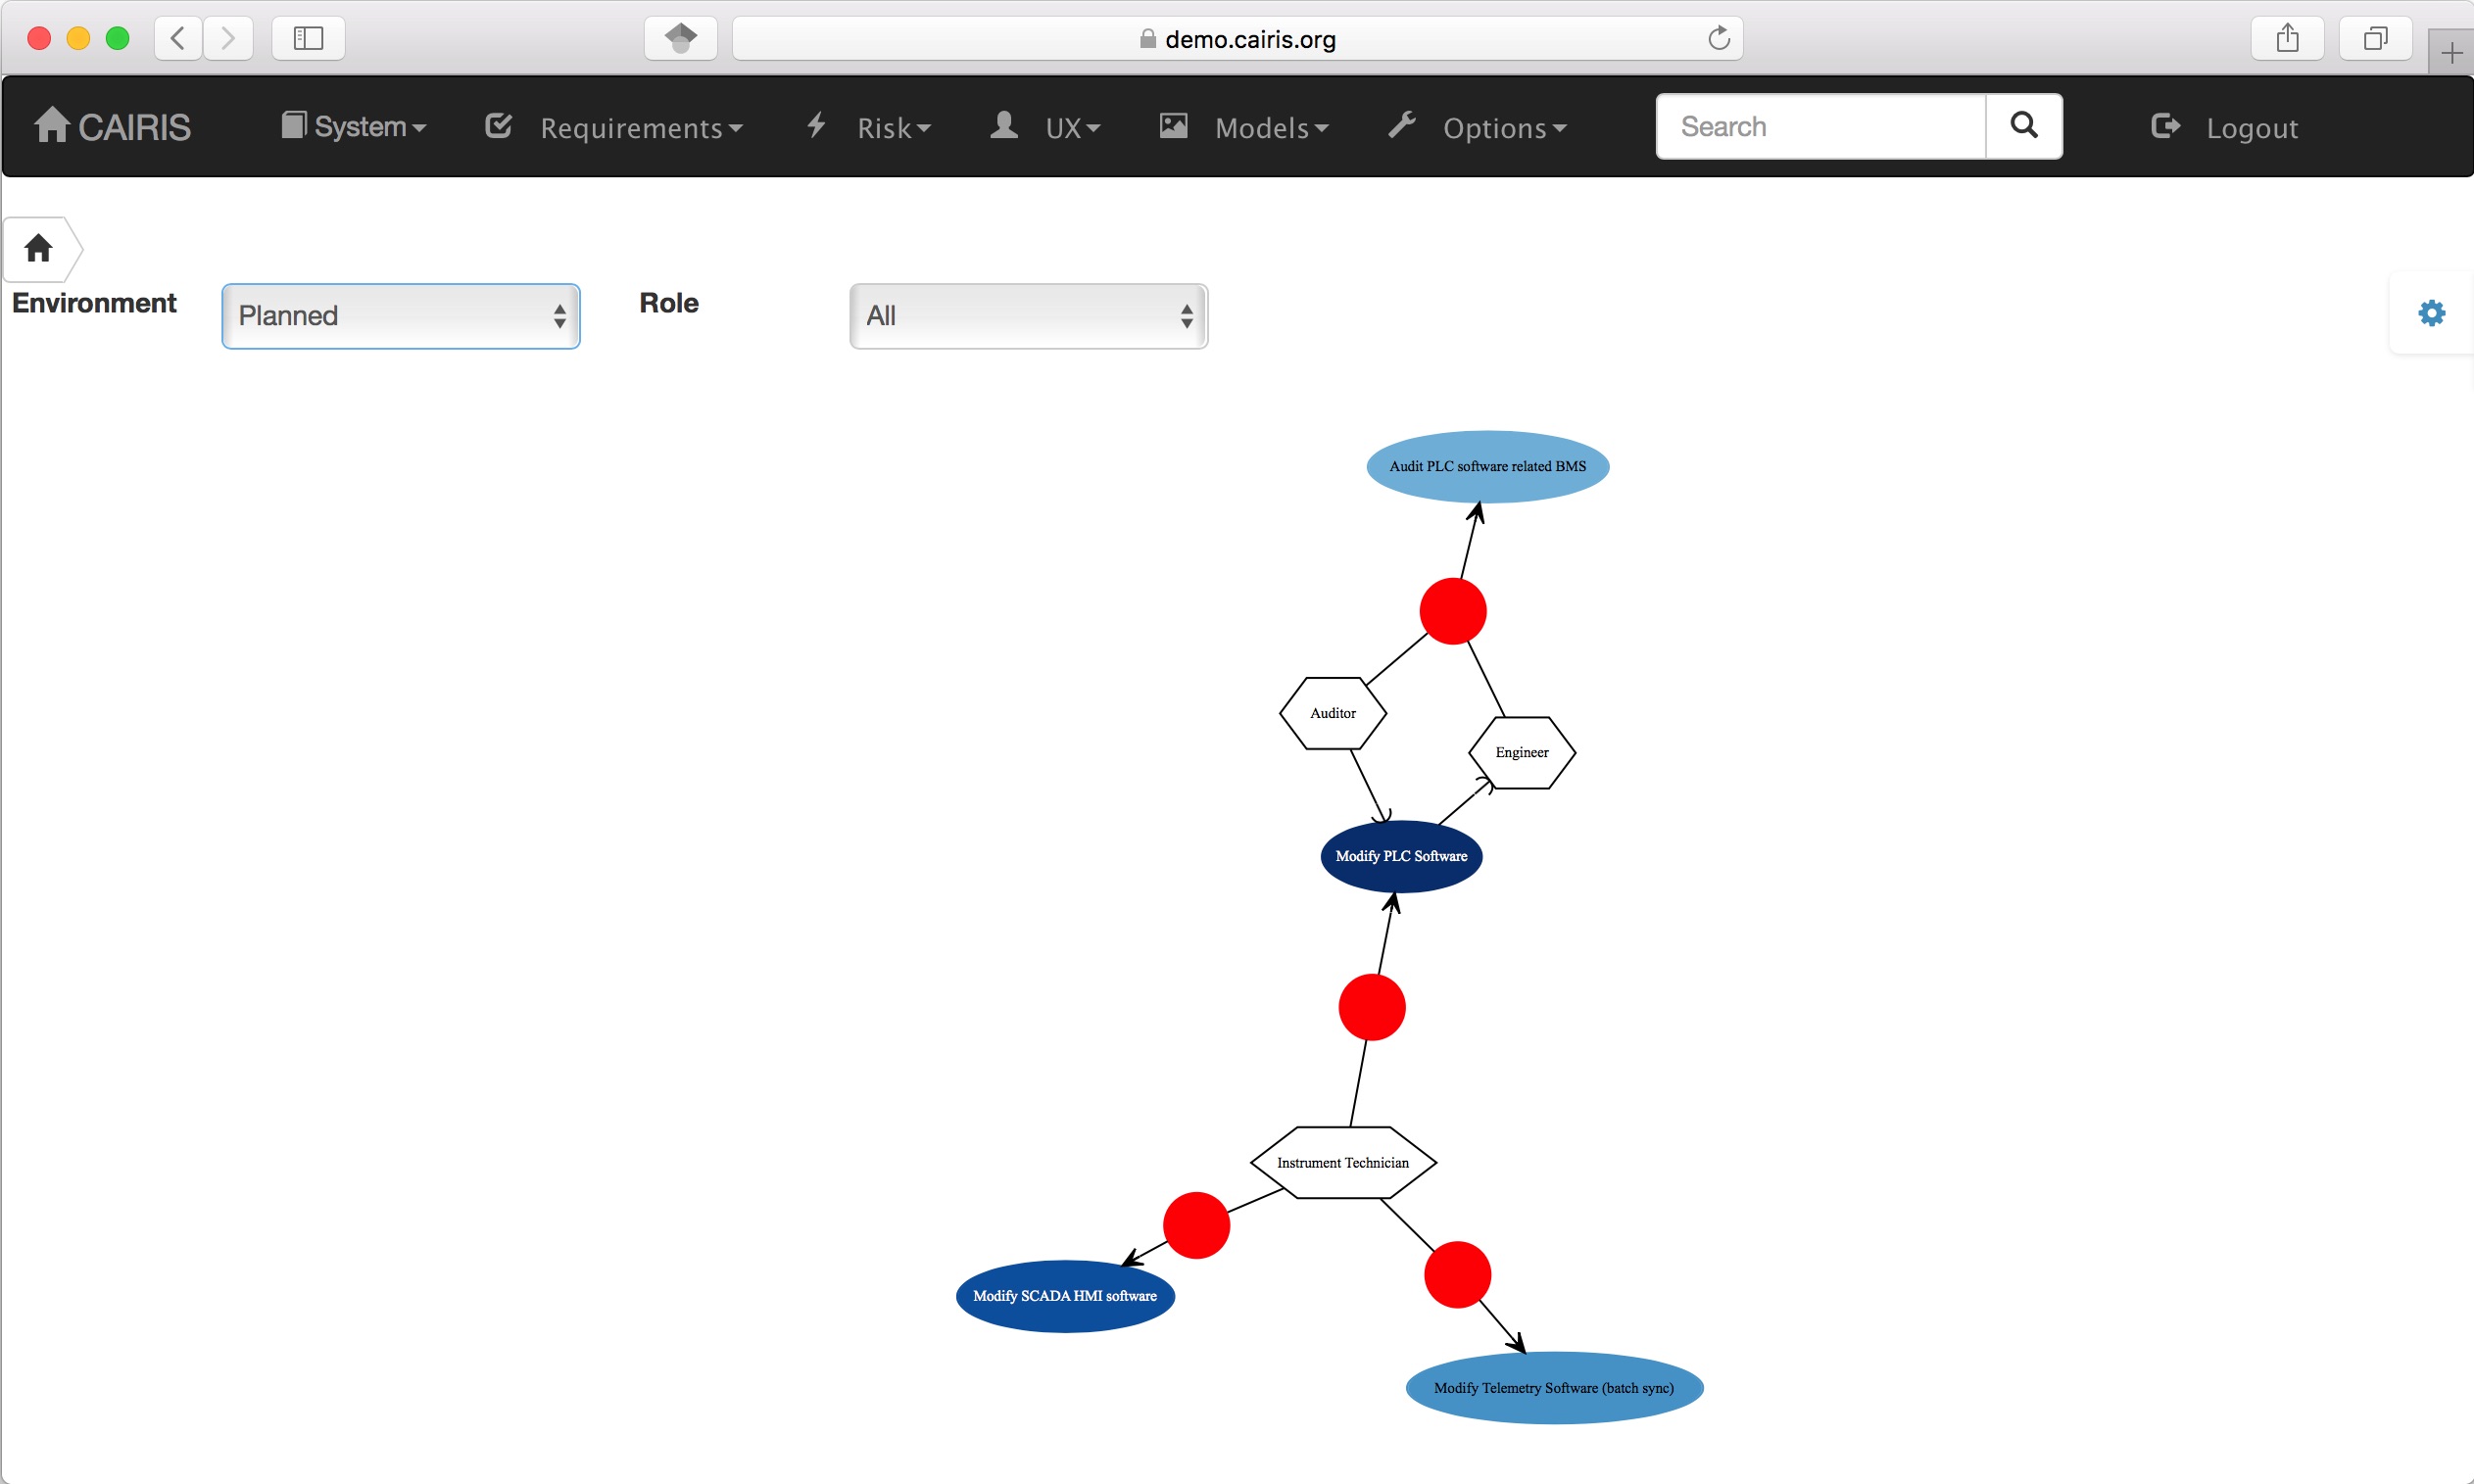 demo.cairis.org
CAIRIS System Requirements Risk UX Models Options Search Logout
Environment Planned Role All
Audit PLC software related BMS
Auditor
Engineer
Modify PLC Software
Instrument Technician
Modify SCADA HMI software
Modify Telemetry Software (batch sync)